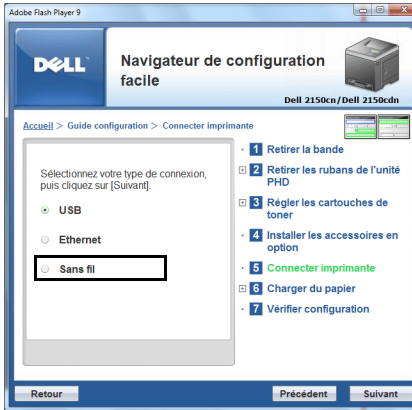 Adobe Flash Player 9
DELL
Navigateur de configuration
facile
Dell 2150cn/Dell 2150cdn
Accueil > Guide configuration > Connecter imprimante
Sélectionnez votre type de connexion,
puis cliquez sur [Suivant].
USB
Ethernet
Sans fil
1 Retirer la bande
2 Retirer les rubans de l'unité
PHD
3 Régler les cartouches de
toner
4 Installer les accessoires en
option
5 Connecter imprimante
6 Charger du papier
7 Vérifier configuration
Retour
Précédent
Suivant